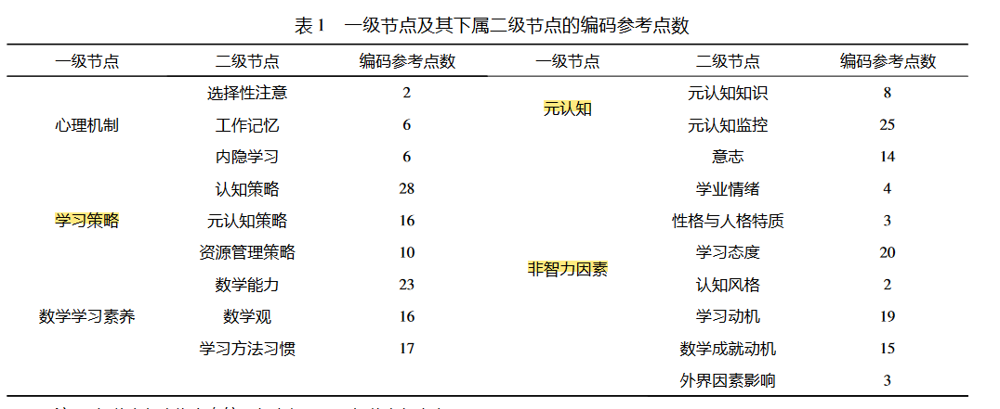 表 1 一级节点及其下属二级节点的编码参考点数
一级节点 二级节点 编码参考点数 一级节点 二级节点 编码参考点数
选择性注意 2 元认知知识 8
元认知
心理机制 工作记忆 6 元认知监控 25
内隐学习 6 意志 14
认知策略 28 学业情绪 4
学习策略 元认知策略 16 性格与人格特质 3
资源管理策略 10 学习态度 20
非智力因素
数学能力 23 认知风格 2
数学学习素养 数学观 16 学习动机 19
学习方法习惯 17 数学成就动机 15
外界因素影响 3